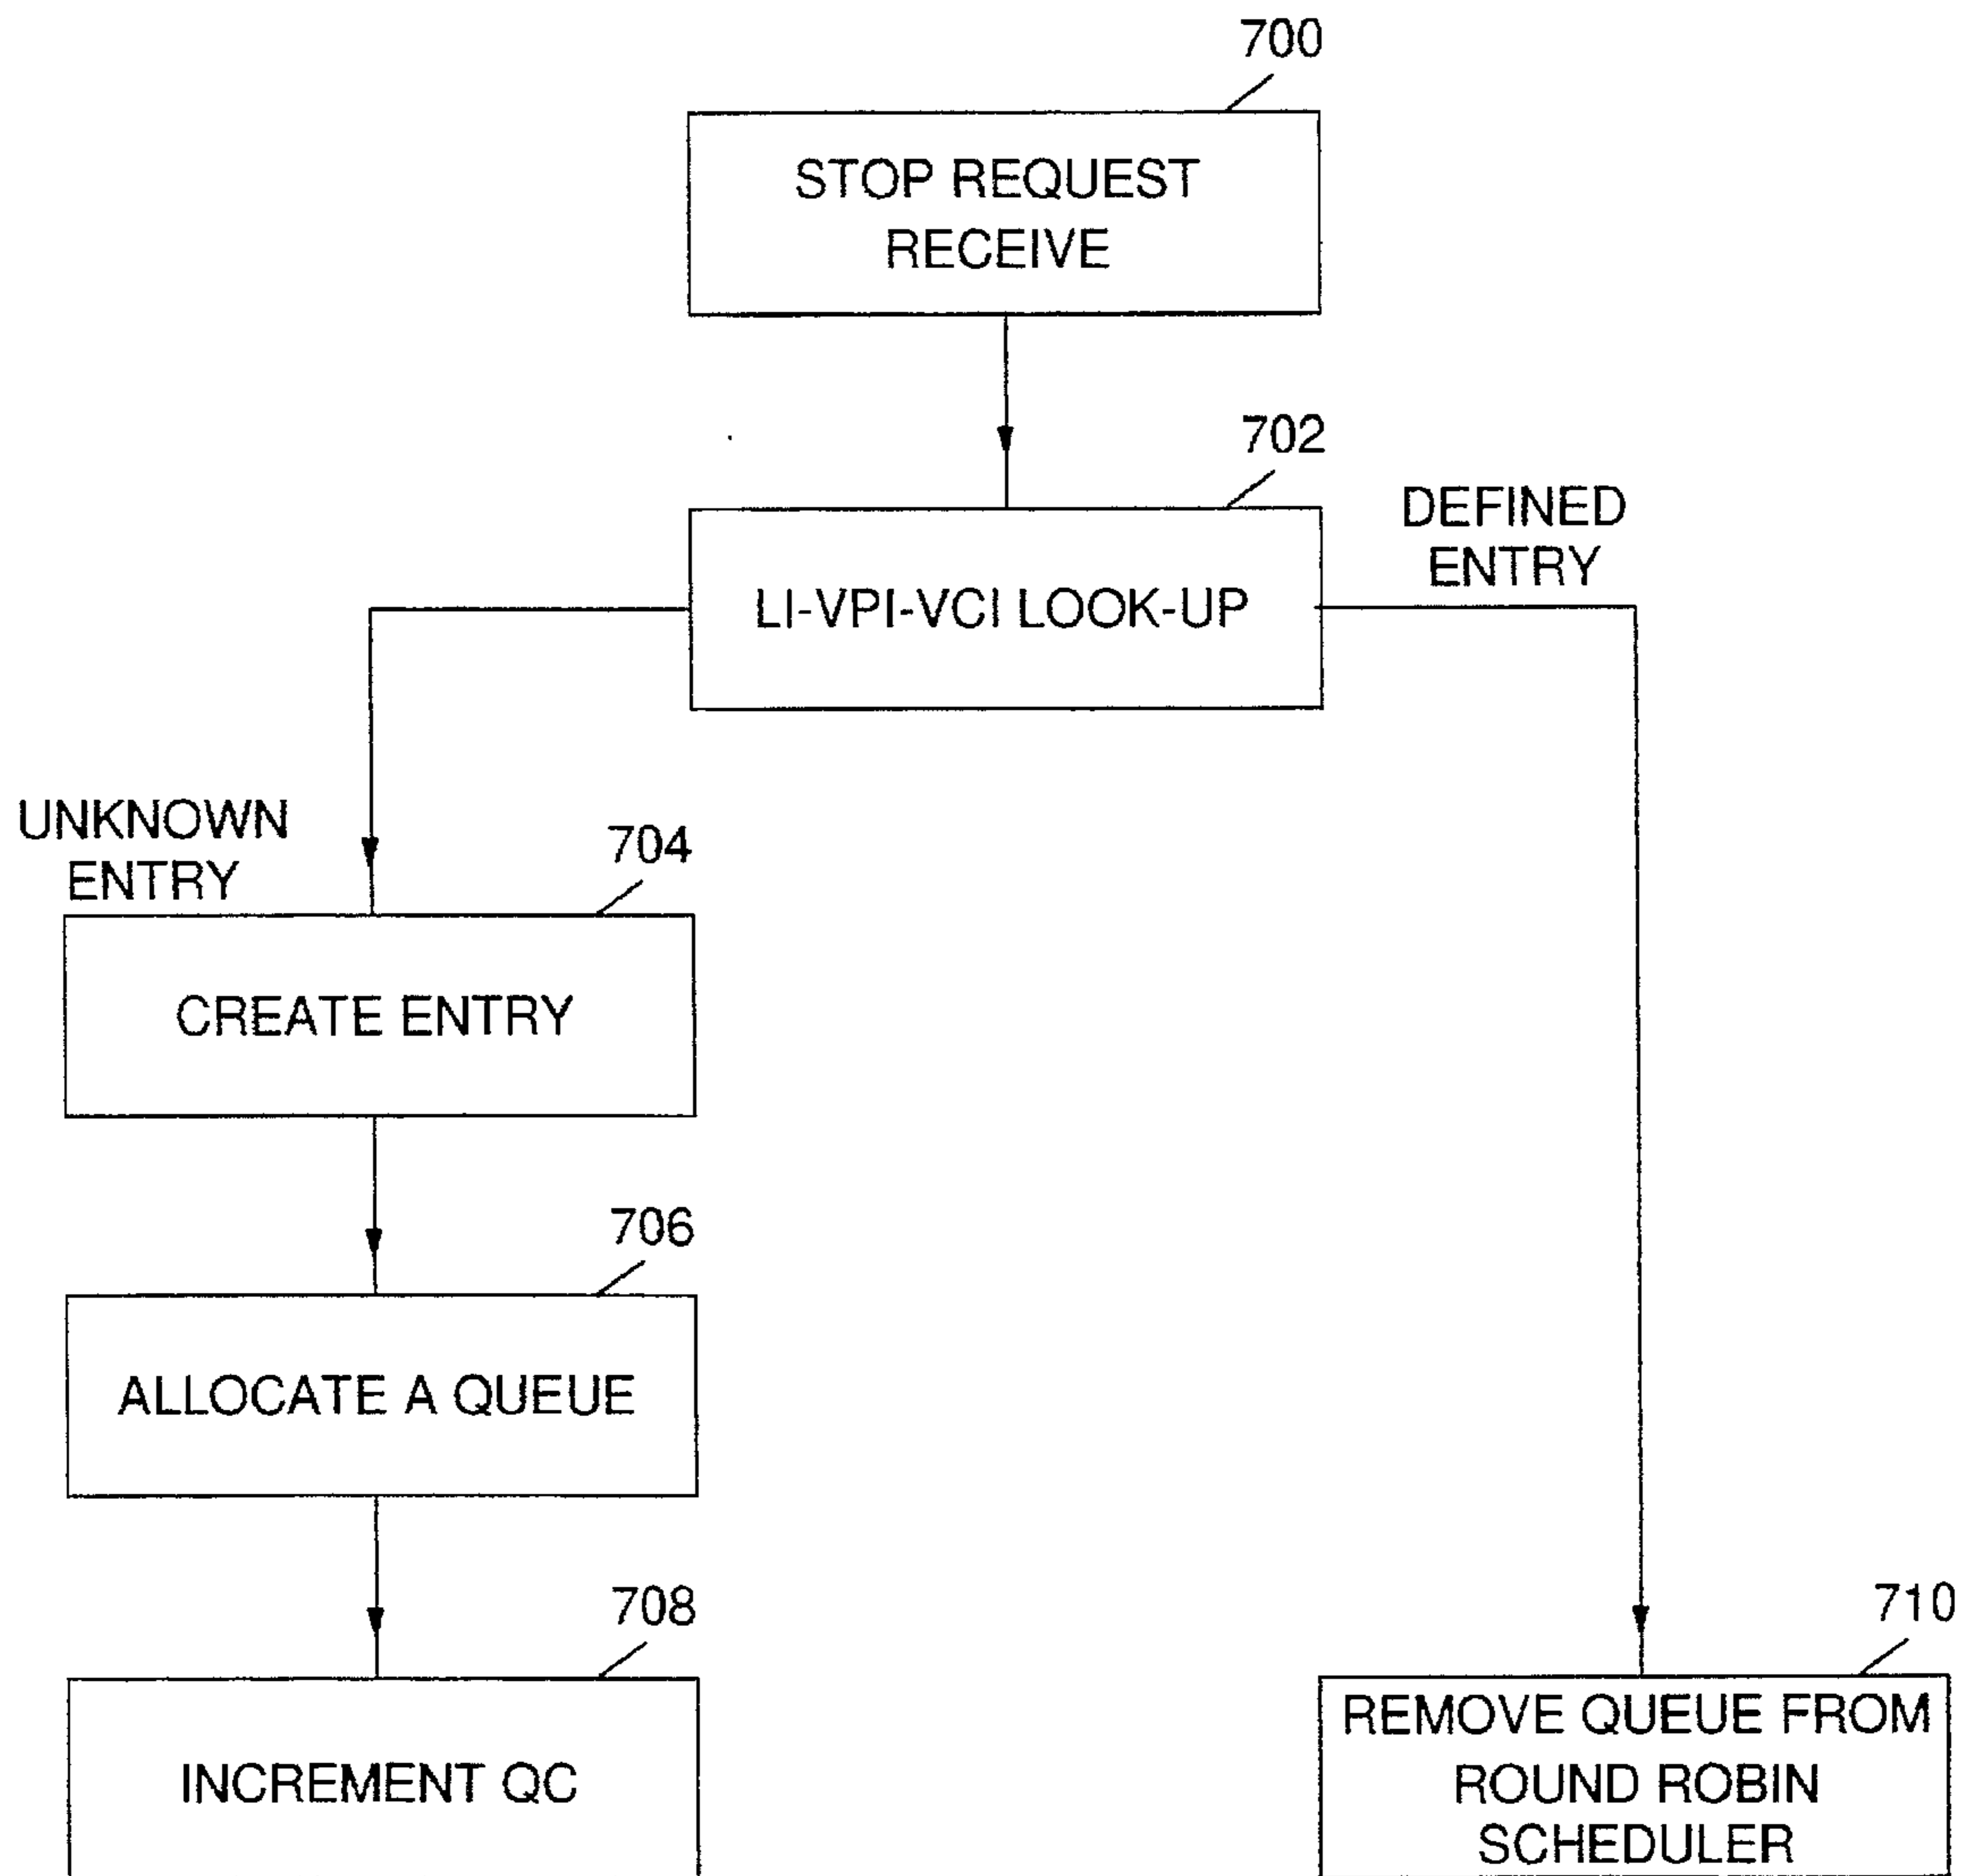 700
STOP REQUEST
RECEIVE
702
DEFINED
ENTRY
LI-VPI-VCI LOOK-UP
UNKNOWN
ENTRY
704
CREATE ENTRY
706
ALLOCATE A QUEUE
708
INCREMENT QC
710
REMOVE QUEUE FROM
ROUND ROBIN
SCHEDULER